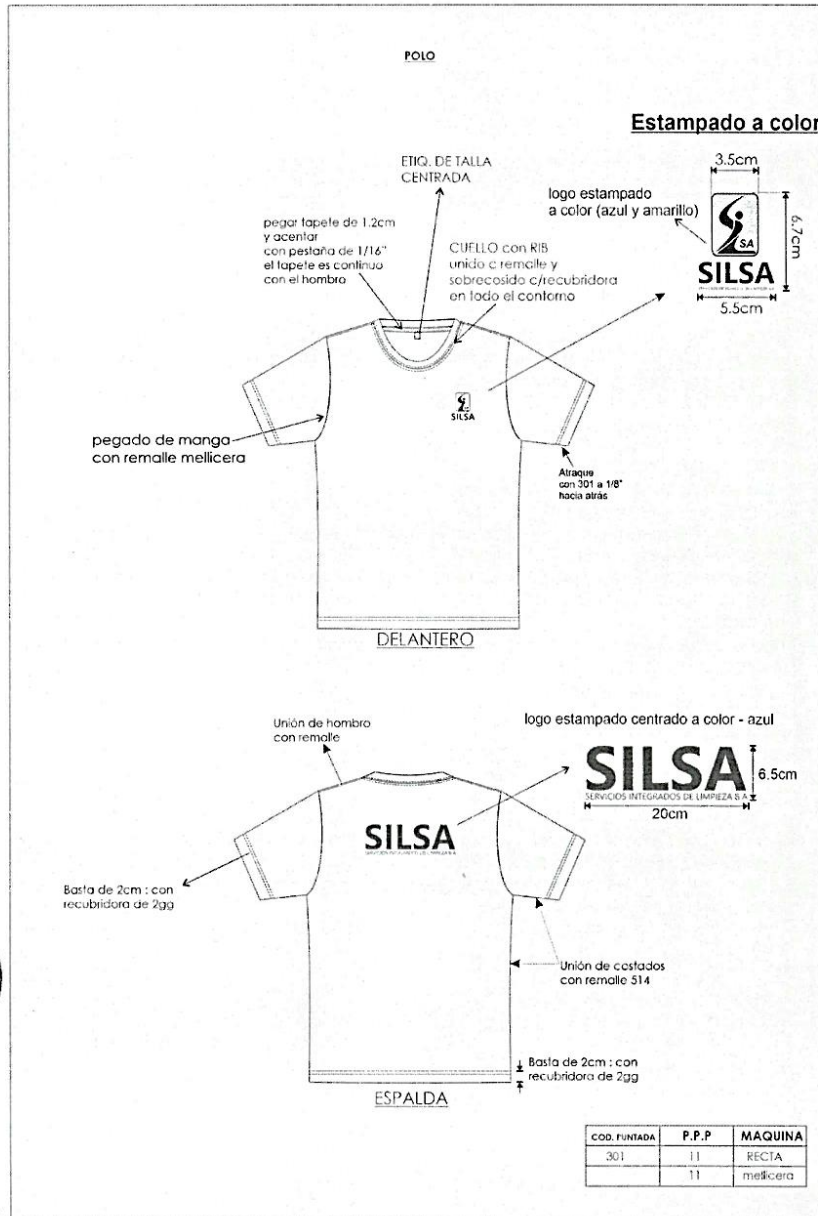 POLO
Estampado a color
3.5cm
logo estampado
a color (azul y amarillo)
SA
SILSA
6.7cm
5.5cm
ETIQ. DE TALLA
CENTRADA
pegar tapete de 1.2cm
y acentar
con pestaña de 1/16"
el tapete es continuo
con el hombro
CUELLO con RIB
unido c remalle y
sobrecosido c/recubridora
en todo el contorno
SILSA
pegado de manga
con remalle mellicera
Atraque
con 301 a 1/8"
hacia atrás
DELANTERO
Unión de hombro
con remalle
logo estampado centrado a color - azul
SILSA
SERVICIOS INTEGRADOS DE LIMPIEZA S A
6.5cm
20cm
SILSA
SERVICIOS INTEGRADOS DE LIMPIEZA S A
Basta de 2cm : con
recubridora de 2gg
Unión de costados
con remalle 514
Basta de 2cm : con
recubridora de 2gg
ESPALDA
COD. PUNTADA P.P.P MAQUINA
301 11 RECTA
11 mellicera